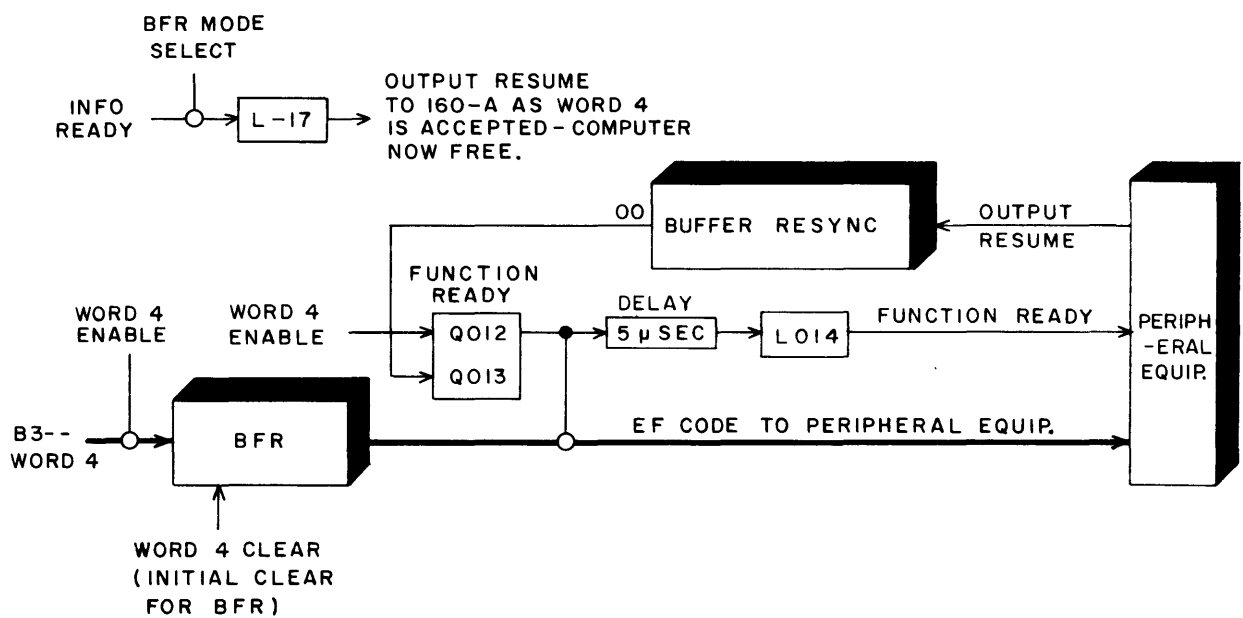 BFR MODE
SELECT
INFO
READY
L-17
OUTPUT RESUME
TO 160-A AS WORD 4
IS ACCEPTED-COMPUTER
NOW FREE.
00
BUFFER RESYNC
OUTPUT
RESUME
FUNCTION
READY
WORD 4
ENABLE
WORD 4
ENABLE
Q012
Q013
DELAY
5 µ SEC
L014
FUNCTION READY
PERIPH
-ERAL
EQUIP.
B3--
WORD 4
BFR
EF CODE TO PERIPHERAL EQUIP.
WORD 4 CLEAR
(INITIAL CLEAR
FOR BFR)